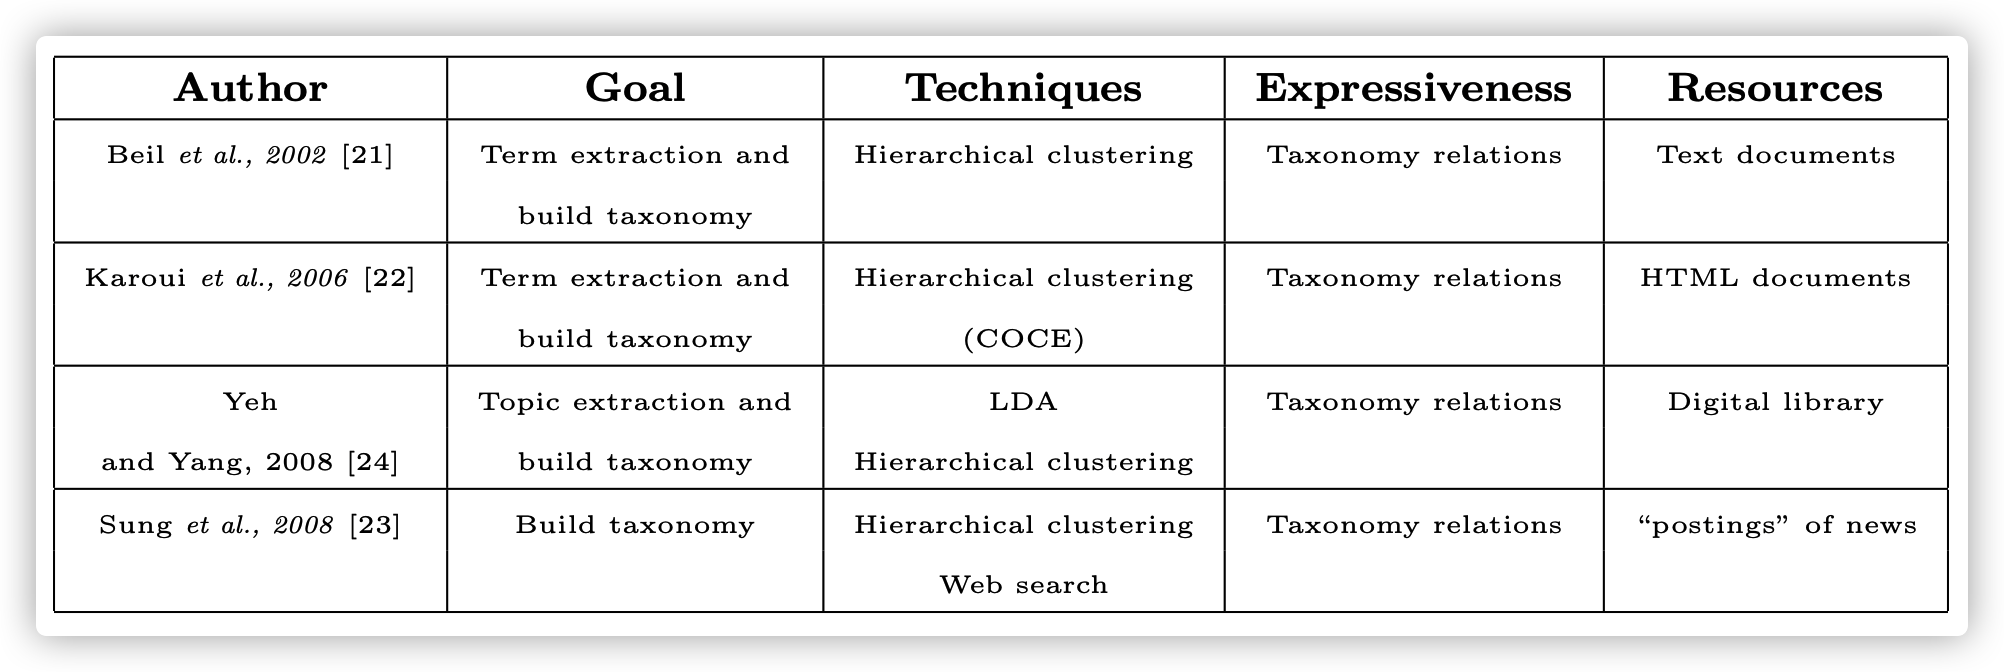 Author Goal Techniques Expressiveness Resources
Beil et al., 2002 [21] Term extraction and Hierarchical clustering Taxonomy relations Text documents
build taxonomy
Karoui et al., 2006 [22] Term extraction and Hierarchical clustering Taxonomy relations HTML documents
build taxonomy (COCE)
Yeh Topic extraction and LDA Taxonomy relations Digital library
and Yang, 2008 [24] build taxonomy Hierarchical clustering
Sung et al., 2008 [23] Build taxonomy Hierarchical clustering Taxonomy relations “postings” of news
Web search